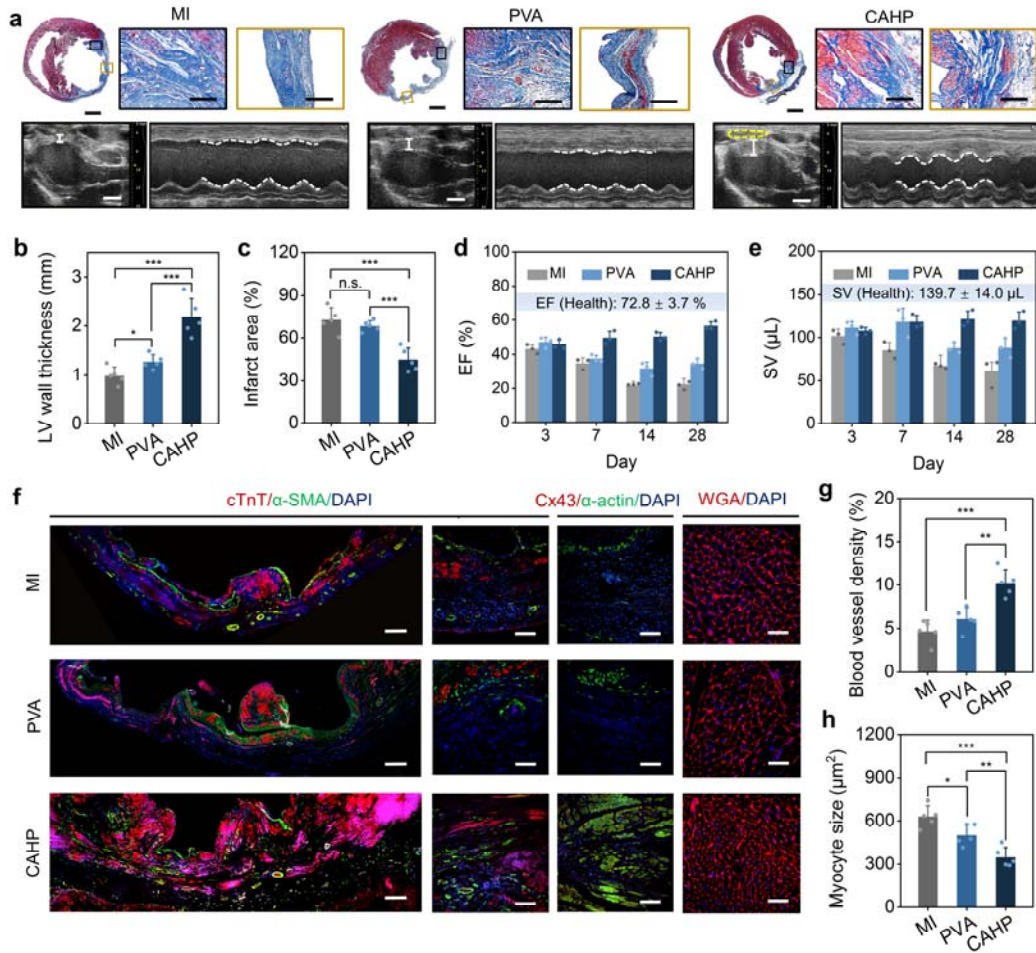 a
MI
PVA
CAHP
b
LV wall thickness (mm)
3
2
1
0
***
***
*
MI
PVA
CAHP
c
Infarct area (%)
120
90
60
30
0
***
n.s.
***
MI
PVA
CAHP
d
EF (%)
100
80
60
40
20
0
MI PVA CAHP
EF (Health): 72.8 ± 3.7 %
3 7 14 28
Day
e
SV (μL)
200
150
100
50
0
MI PVA CAHP
SV (Health): 139.7 ± 14.0 μL
3 7 14 28
Day
f
cTnT/α-SMA/DAPI
Cx43/α-actin/DAPI
WGA/DAPI
MI
PVA
CAHP
g
Blood vessel density (%)
20
15
10
5
0
***
**
MI
PVA
CAHP
h
Myocyte size (μm²)
1200
900
600
300
0
***
*
**
MI
PVA
CAHP